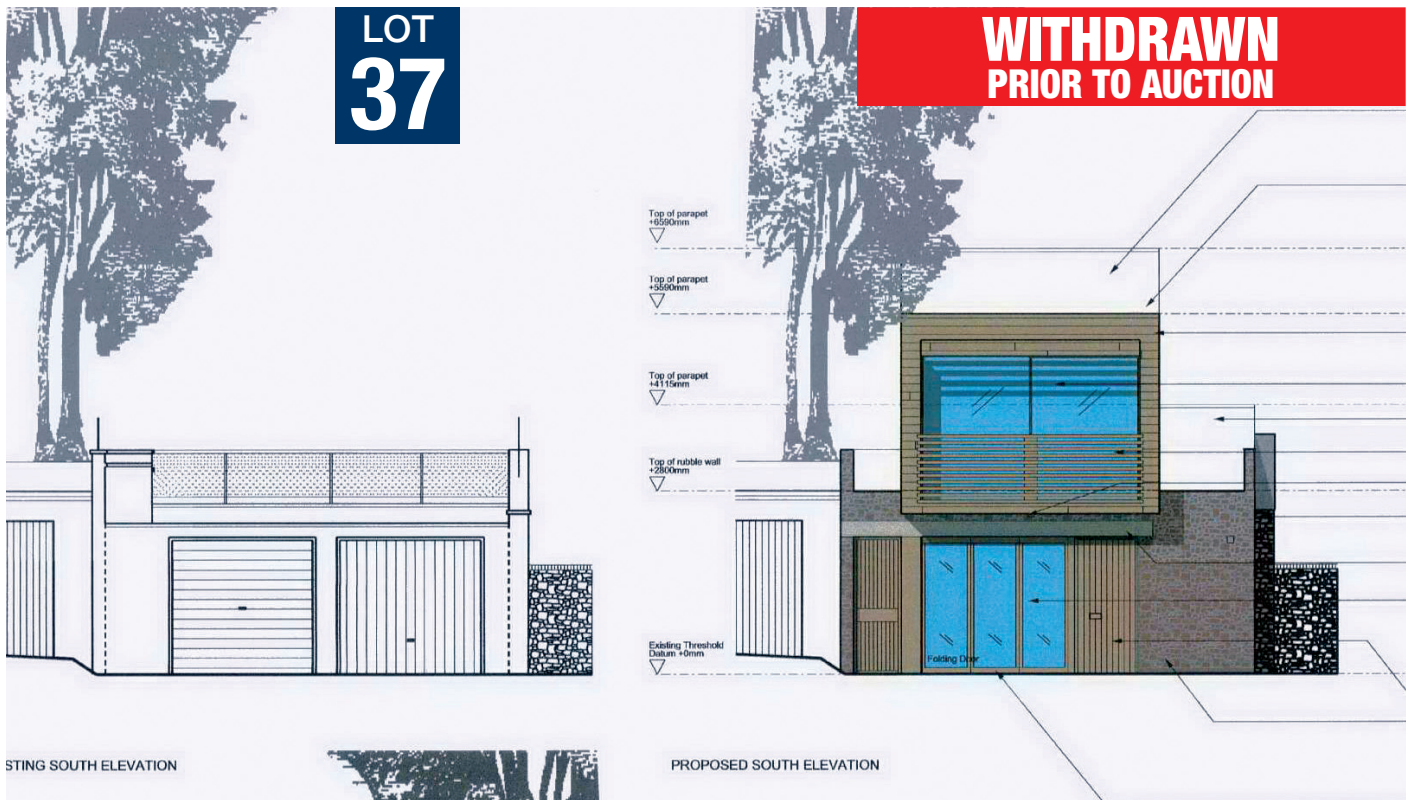 LOT
37
WITHDRAWN
PRIOR TO AUCTION
Top of parapet
+6590mm
Top of parapet
+5590mm
Top of parapet
+4115mm
Top of rubble wall
+2800mm
Existing Threshold
Datum +0mm
Folding Door
STING SOUTH ELEVATION
PROPOSED SOUTH ELEVATION